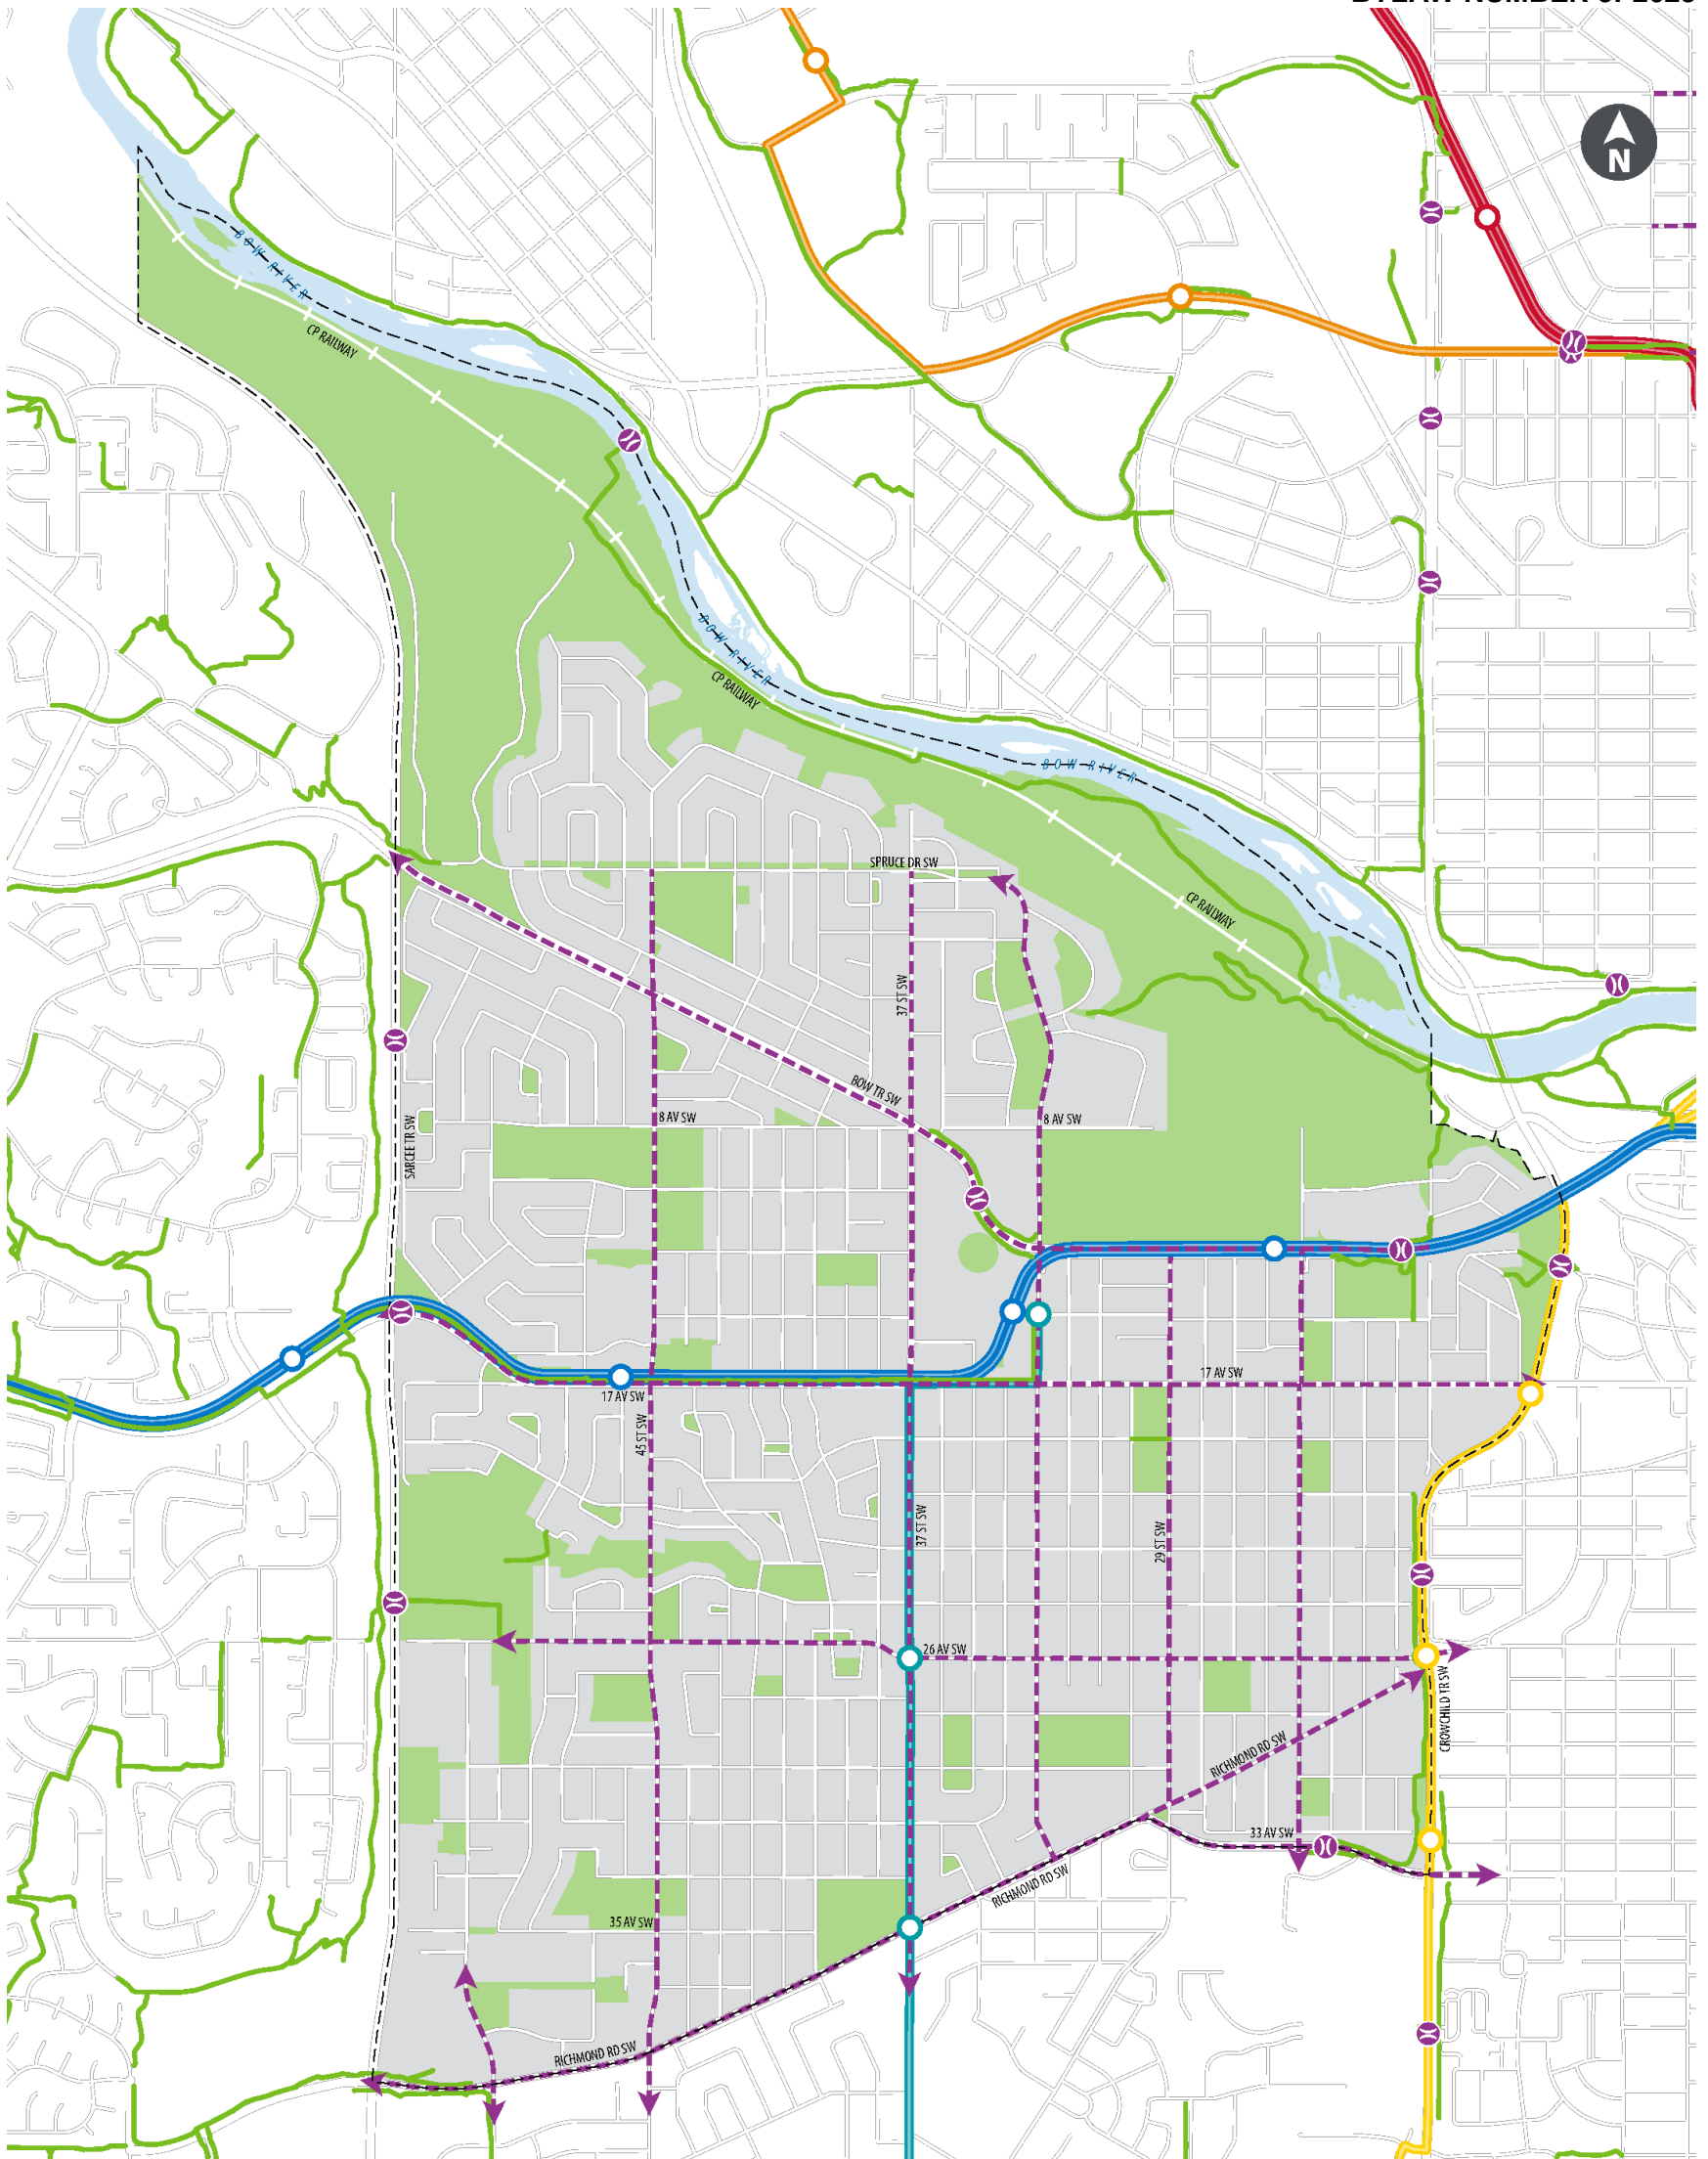 N
BOW RIVER
CP RAILWAY
BOW RIVER
CP RAILWAY
BOW RIVER
SPRUCE DR SW
CP RAILWAY
37 ST SW
BOW TR SW
8 AV SW
8 AV SW
SARCEE TR SW
17 AV SW
17 AV SW
45 ST SW
37 ST SW
29 ST SW
26 AV SW
CROWCHILD TR SW
RICHMOND RD SW
33 AV SW
RICHMOND RD SW
35 AV SW
RICHMOND RD SW